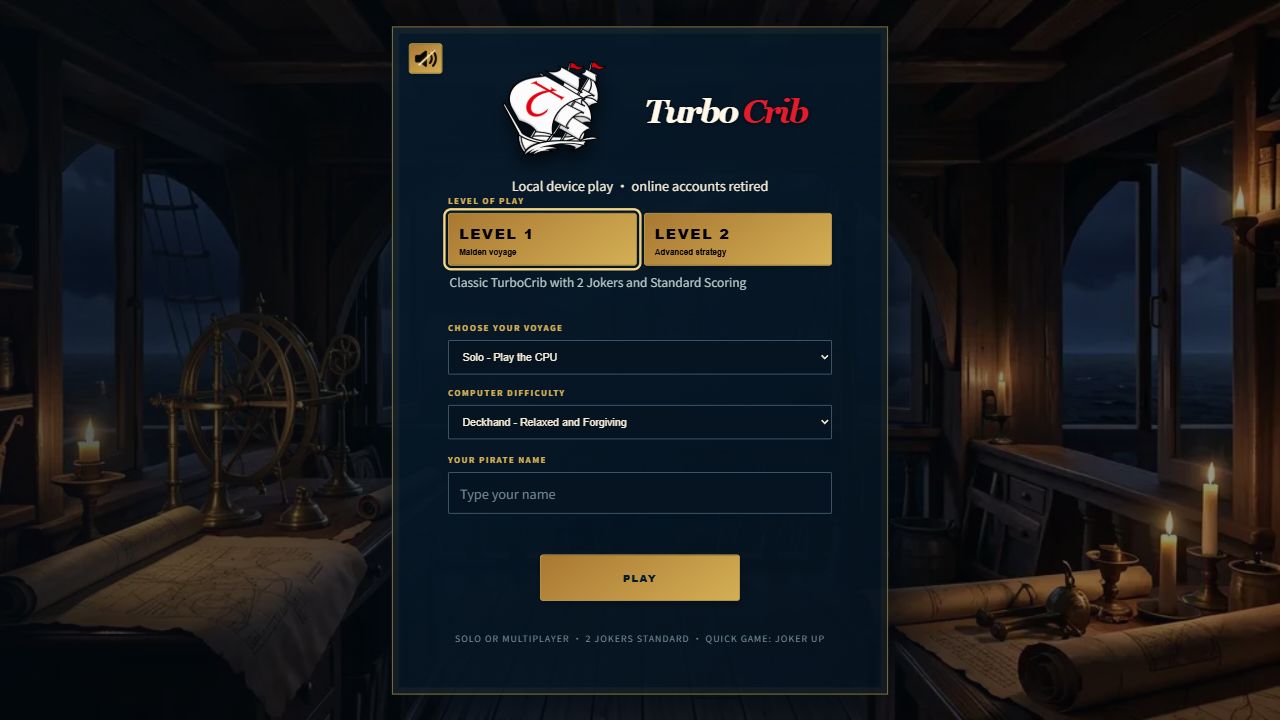 Turbo Crib
Local device play • online accounts retired
LEVEL OF PLAY
LEVEL 1
Maiden voyage
LEVEL 2
Advanced strategy
Classic TurboCrib with 2 Jokers and Standard Scoring
CHOOSE YOUR VOYAGE
Solo - Play the CPU
COMPUTER DIFFICULTY
Deckhand - Relaxed and Forgiving
YOUR PIRATE NAME
Type your name
PLAY
SOLO OR MULTIPLAYER • 2 JOKERS STANDARD • QUICK GAME: JOKER UP